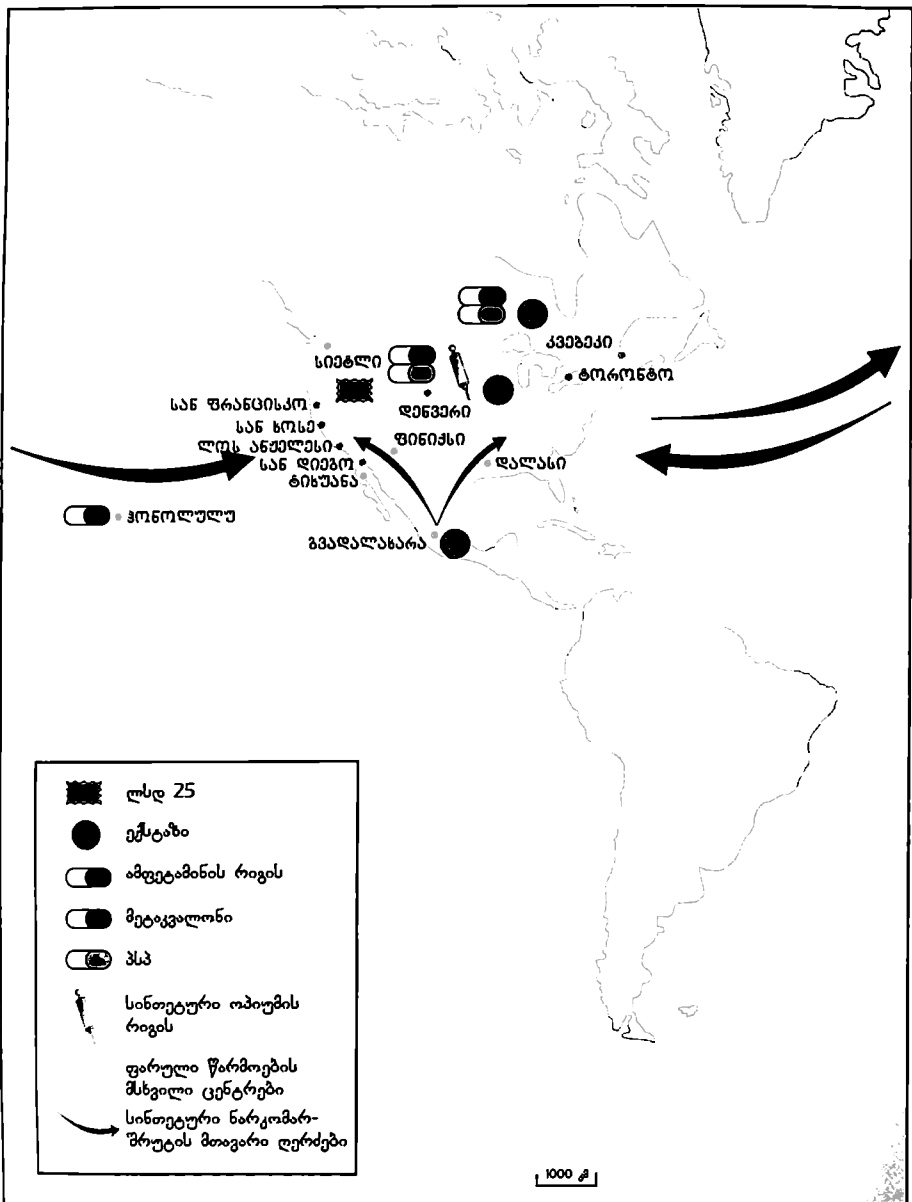 კვებეკი
სიეტლი
ტორონტო
დენვერი
სან ფრანცისკო
სან ხოსე
ფინიქსი
ლოს ანჟელესი
სან დიეგო
დალასი
ტიხუანა
ჰონოლულუ
გვადალახარა
ლსდ 25
ექსტაზი
ამფეტამინის რიგის
მეტაკვალონი
პსპ
სინთეტური ოპიუმის
რიგის
ფარული წარმოების
მსხვილი ცენტრები
სინთეტური ნარკომარ-
შრუტის მთავარი ღერძები
1000 კმ